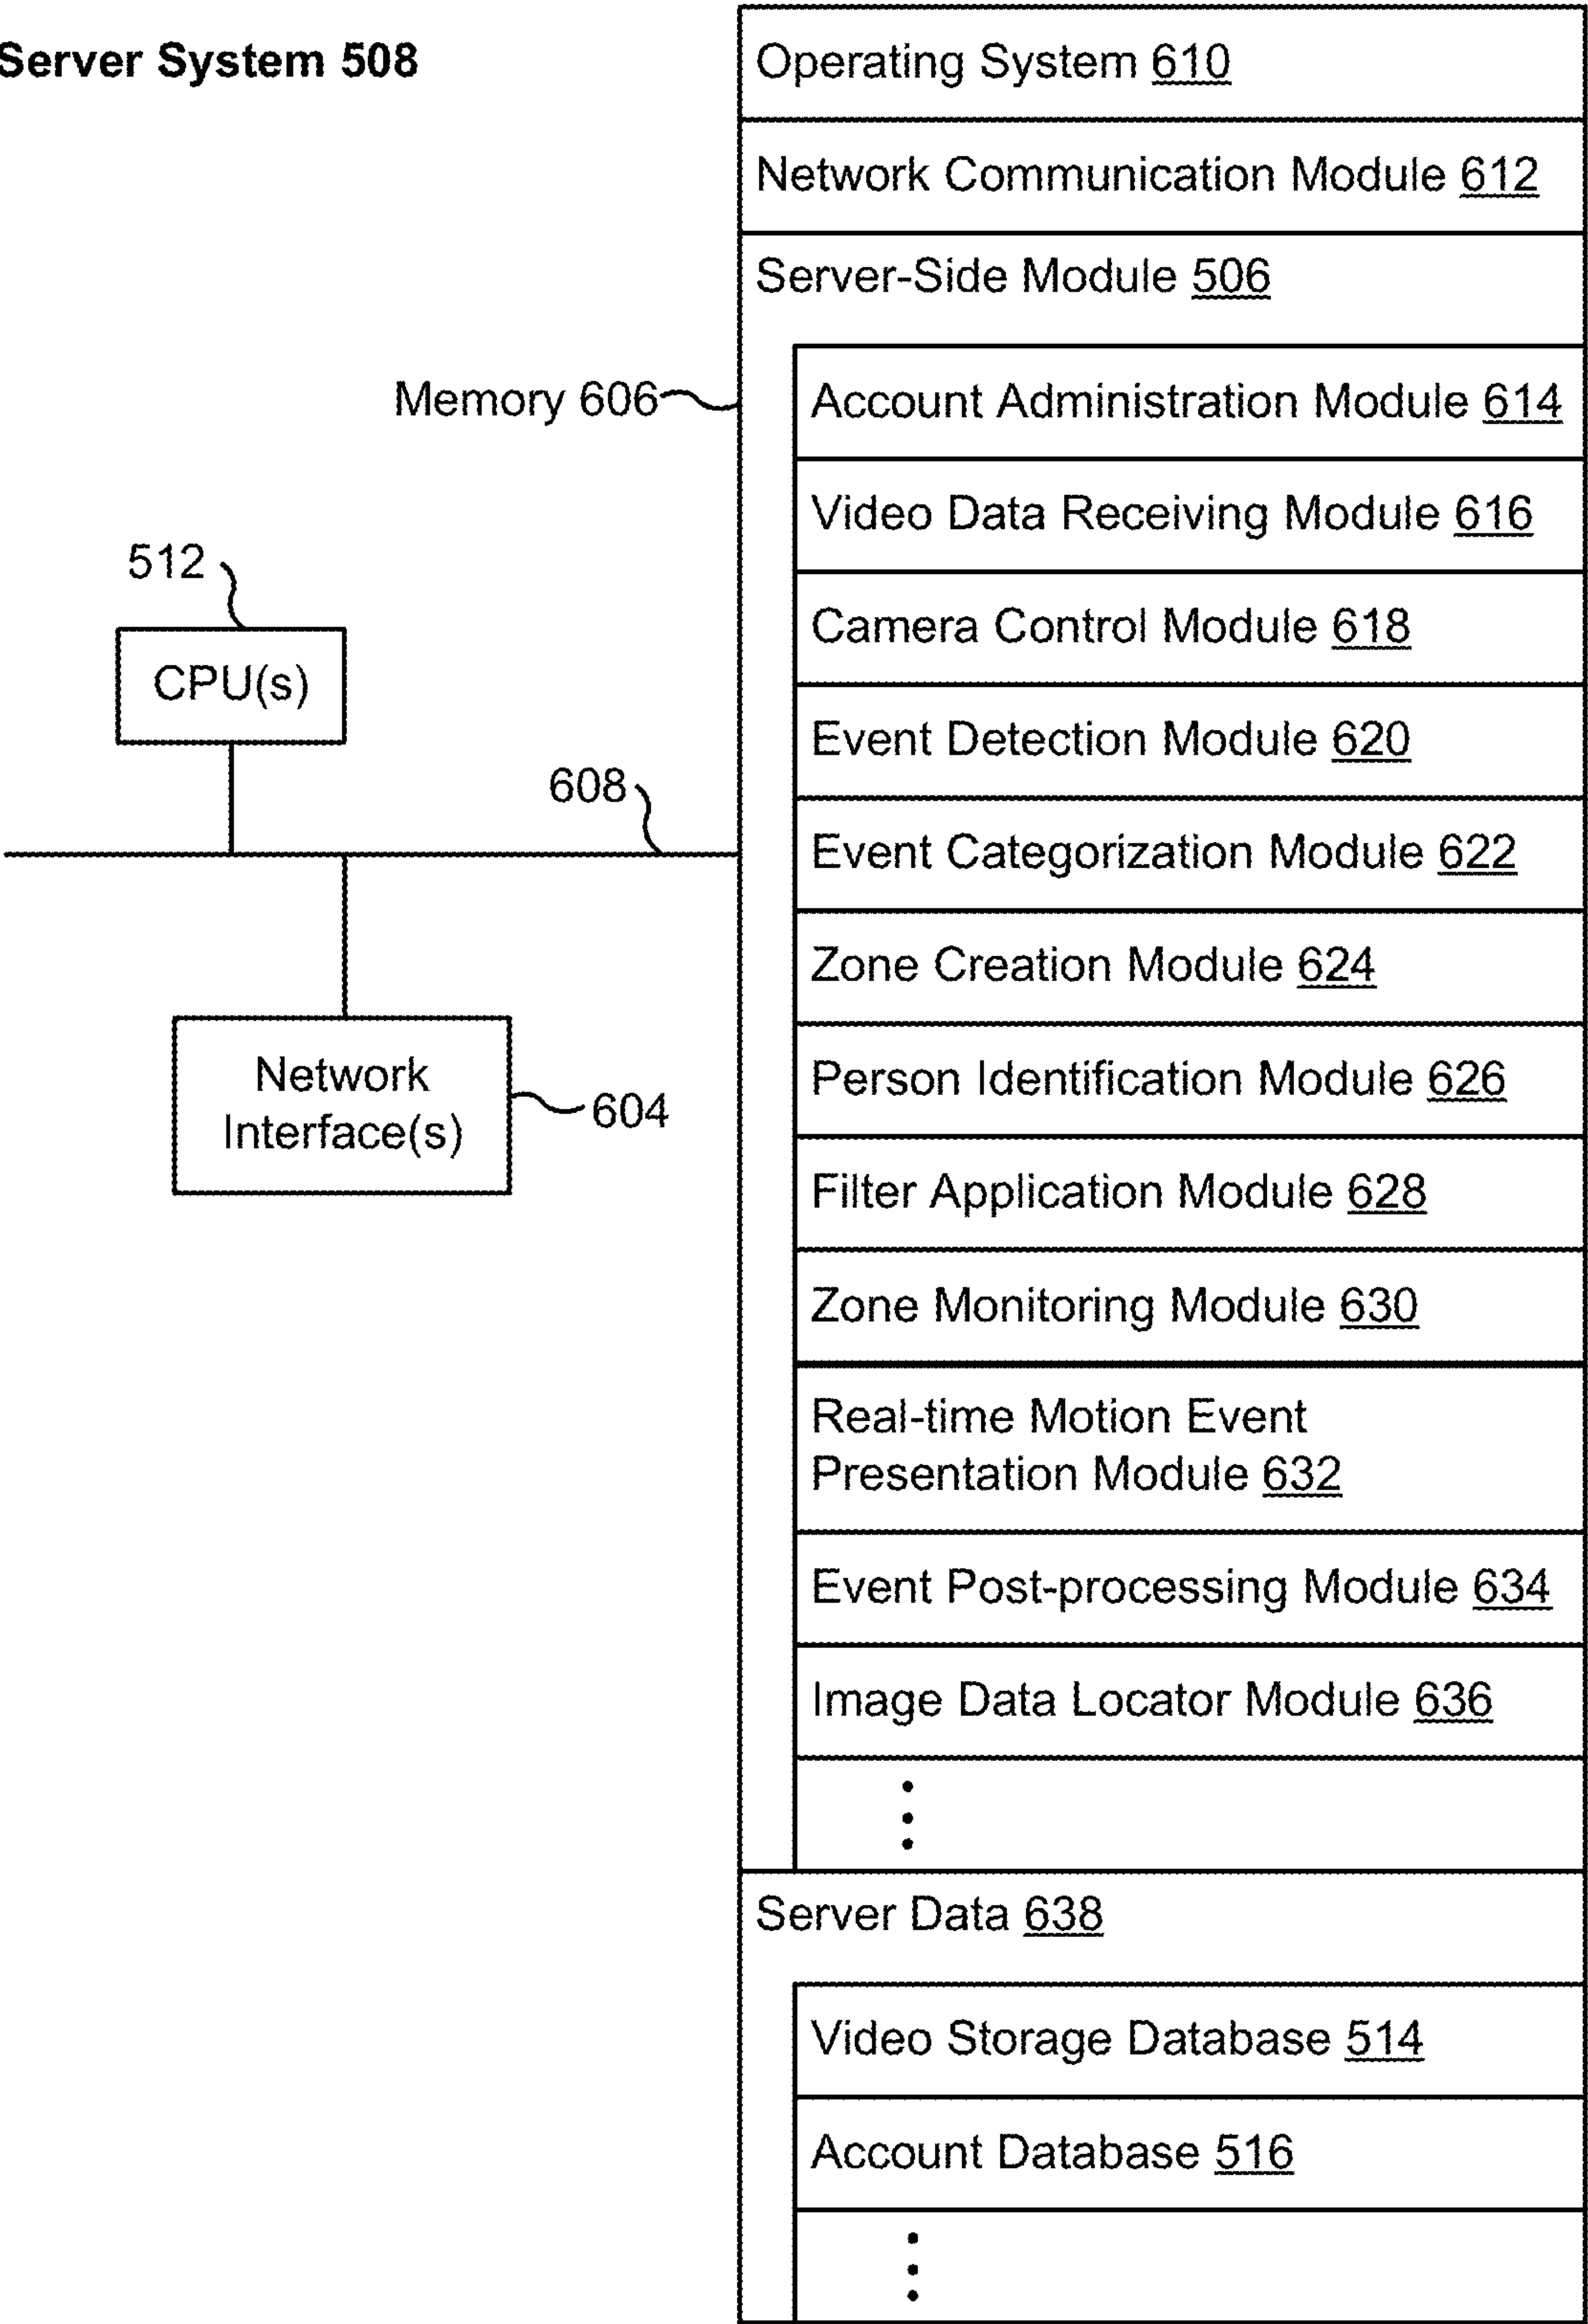 Server System 508
Operating System 610
Network Communication Module 612
Server-Side Module 506
Memory 606
Account Administration Module 614
Video Data Receiving Module 616
512
Camera Control Module 618
CPU(s)
Event Detection Module 620
608
Event Categorization Module 622
Zone Creation Module 624
Network
Interface(s)
604
Person Identification Module 626
Filter Application Module 628
Zone Monitoring Module 630
Real-time Motion Event
Presentation Module 632
Event Post-processing Module 634
Image Data Locator Module 636
Server Data 638
Video Storage Database 514
Account Database 516